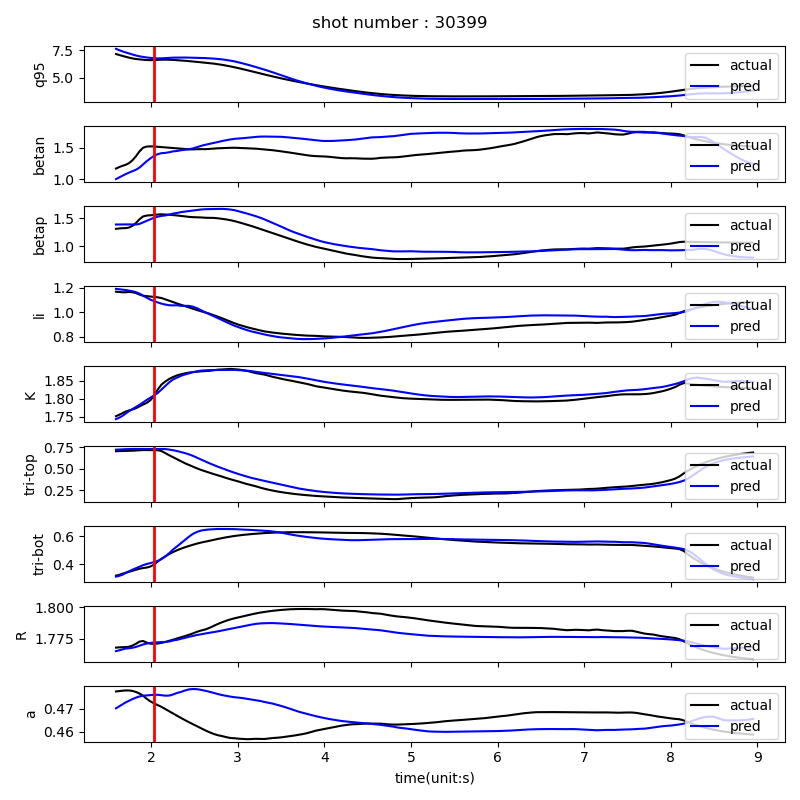 shot number : 30399
7.5
5.0
q95
actual
pred
1.5
1.0
betan
actual
pred
1.5
1.0
betap
actual
pred
1.2
1.0
0.8
li
actual
pred
1.85
1.80
1.75
K
actual
pred
0.75
0.50
0.25
tri-top
actual
pred
0.6
0.4
tri-bot
actual
pred
1.800
1.775
R
actual
pred
0.47
0.46
a
actual
pred
2 3 4 5 6 7 8 9
time(unit:s)